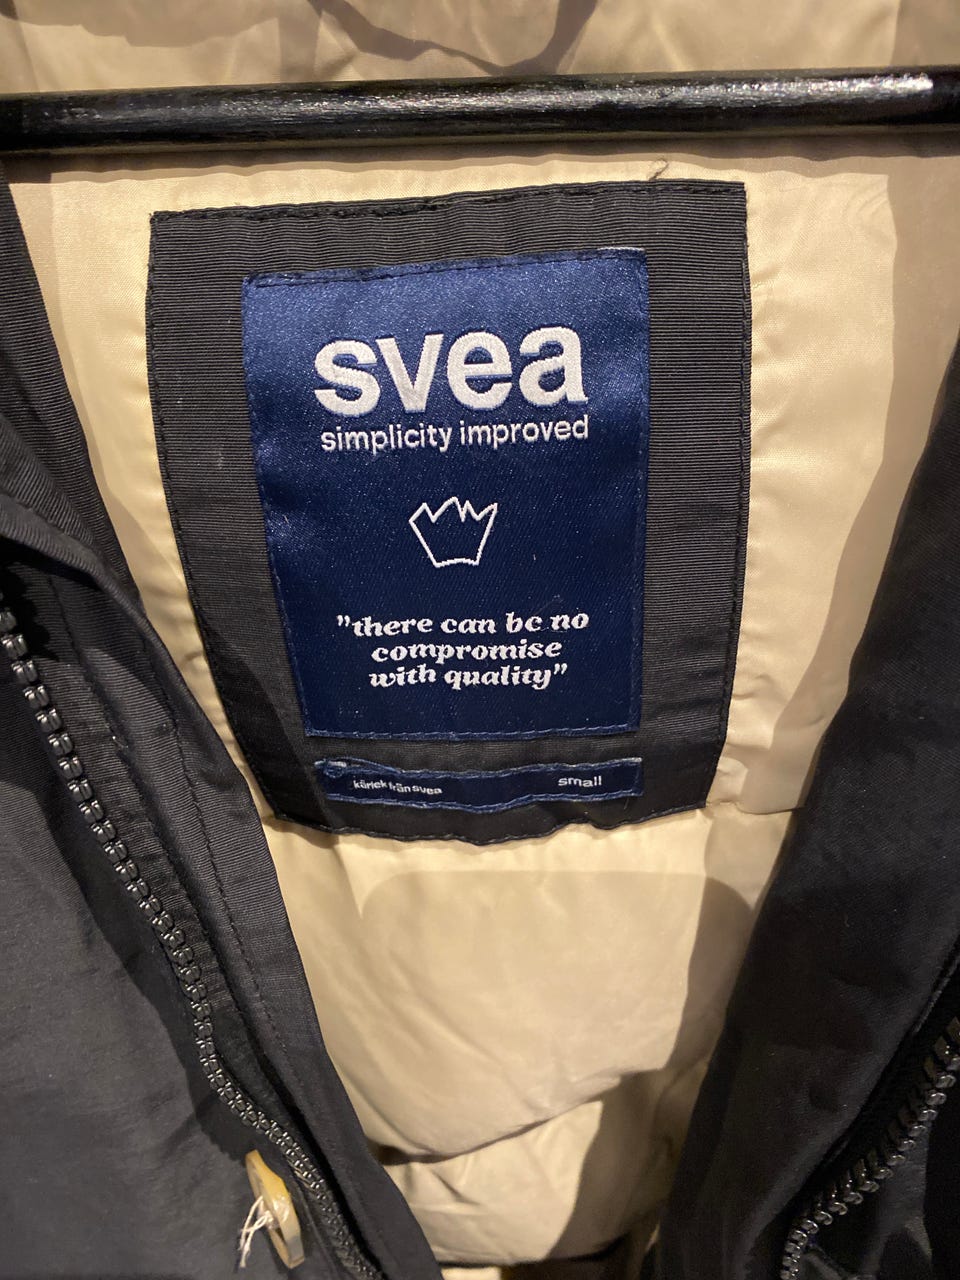 svea
simplicity improved
"there can be no
compromise
with quality"
kärlek från svea
small